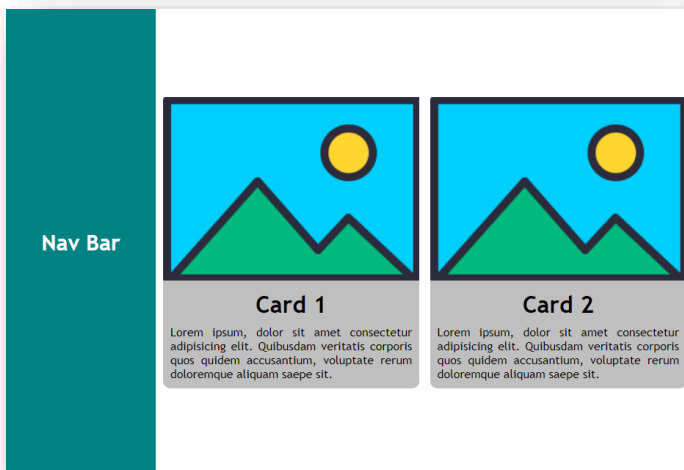 Nav Bar
Card 1
Lorem ipsum, dolor sit amet consectetur
adipisicing elit. Quibusdam veritatis corporis
quos quidem accusantium, voluptate rerum
doloremque aliquam saepe sit.
Card 2
Lorem ipsum, dolor sit amet consectetur
adipisicing elit. Quibusdam veritatis corporis
quos quidem accusantium, voluptate rerum
doloremque aliquam saepe sit.